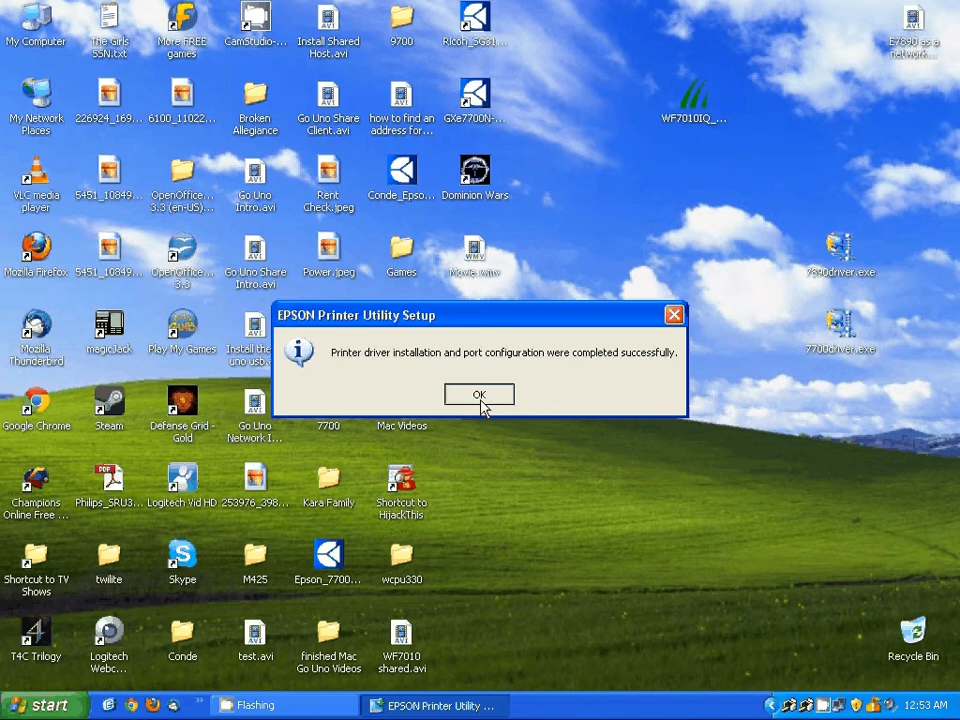 My Computer
The Girls
SSN.txt
More FREE
games
CamStudio-...
Install Shared
Host.avi
9700
Ricoh_SG31...
E7890 as a
network...
My Network
Places
226924_169...
6100_11022...
Broken
Allegiance
Go Uno Share
Client.avi
how to find an
address for...
GXe7700N-...
WF7010IQ_...
VLC media
player
5451_10849...
OpenOffice...
3.3 (en-US)...
Go Uno
Intro.avi
Rent
Check.jpeg
Conde_Epso...
Dominion Wars
Mozilla Firefox
5451_10849...
OpenOffice...
3.3
Go Uno Share
Intro.avi
Power.jpeg
Games
Movie.wmv
7890driver.exe
EPSON Printer Utility Setup
Printer driver installation and port configuration were completed successfully.
OK
Mozilla
Thunderbird
magicJack
Play My Games
Install the
uno usb
7700driver.exe
Google Chrome
Steam
Defense Grid -
Gold
Go Uno
Network I...
7700
Mac Videos
Champions
Online Free ...
PDF
Philips_SRU3...
Logitech Vid HD
253976_398...
Kara Family
Shortcut to
HijackThis
Shortcut to TV
Shows
twilite
Skype
M425
Epson_7700...
wcpu330
T4C Trilogy
Logitech
Webc...
Conde
test.avi
finished Mac
Go Uno Videos
WF7010
shared.avi
Recycle Bin
start
Flashing
EPSON Printer Utility ...
12:53 AM